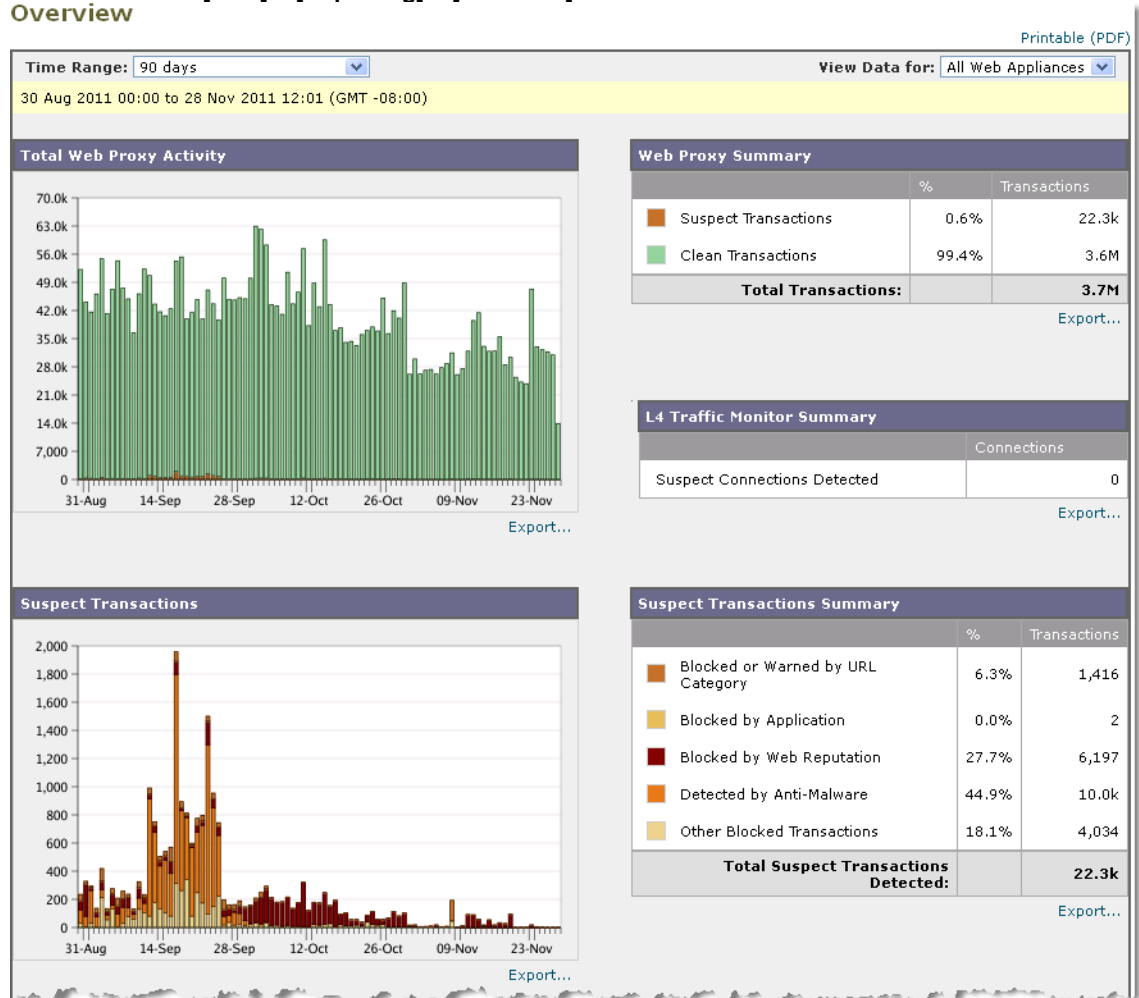 Overview
Printable (PDF)
Time Range: 90 days
View Data for: All Web Appliances
30 Aug 2011 00:00 to 28 Nov 2011 12:01 (GMT -08:00)
Total Web Proxy Activity
70.0k
63.0k
56.0k
49.0k
42.0k
35.0k
28.0k
21.0k
14.0k
7,000
0
31-Aug 14-Sep 28-Sep 12-Oct 26-Oct 09-Nov 23-Nov
Export...
Web Proxy Summary
% Transactions
Suspect Transactions 0.6% 22.3k
Clean Transactions 99.4% 3.6M
Total Transactions: 3.7M
Export...
L4 Traffic Monitor Summary
Connections
Suspect Connections Detected 0
Export...
Suspect Transactions
2,000
1,800
1,600
1,400
1,200
1,000
800
600
400
200
0
31-Aug 14-Sep 28-Sep 12-Oct 26-Oct 09-Nov 23-Nov
Export...
Suspect Transactions Summary
% Transactions
Blocked or Warned by URL
Category 6.3% 1,416
Blocked by Application 0.0% 2
Blocked by Web Reputation 27.7% 6,197
Detected by Anti-Malware 44.9% 10.0k
Other Blocked Transactions 18.1% 4,034
Total Suspect Transactions
Detected: 22.3k
Export...